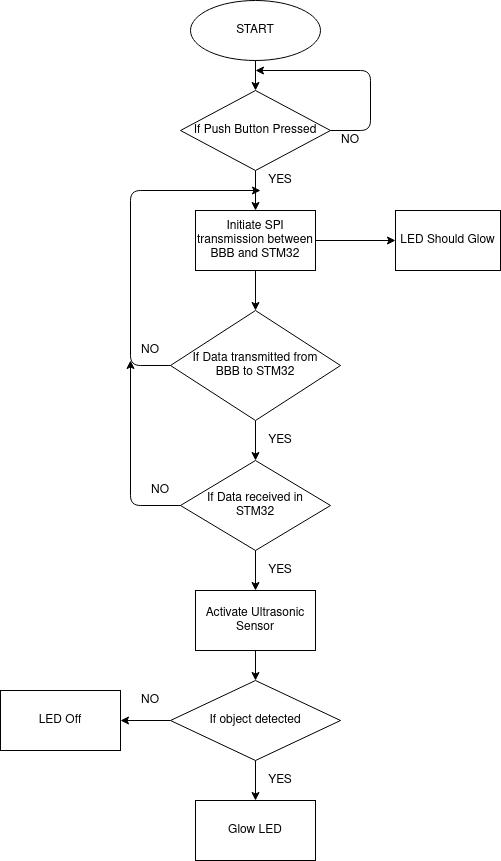 START
If Push Button Pressed
NO
YES
Initiate SPI
transmission between
BBB and STM32
LED Should Glow
NO
If Data transmitted from
BBB to STM32
YES
NO
If Data received in
STM32
YES
Activate Ultrasonic
Sensor
NO
LED Off
If object detected
YES
Glow LED